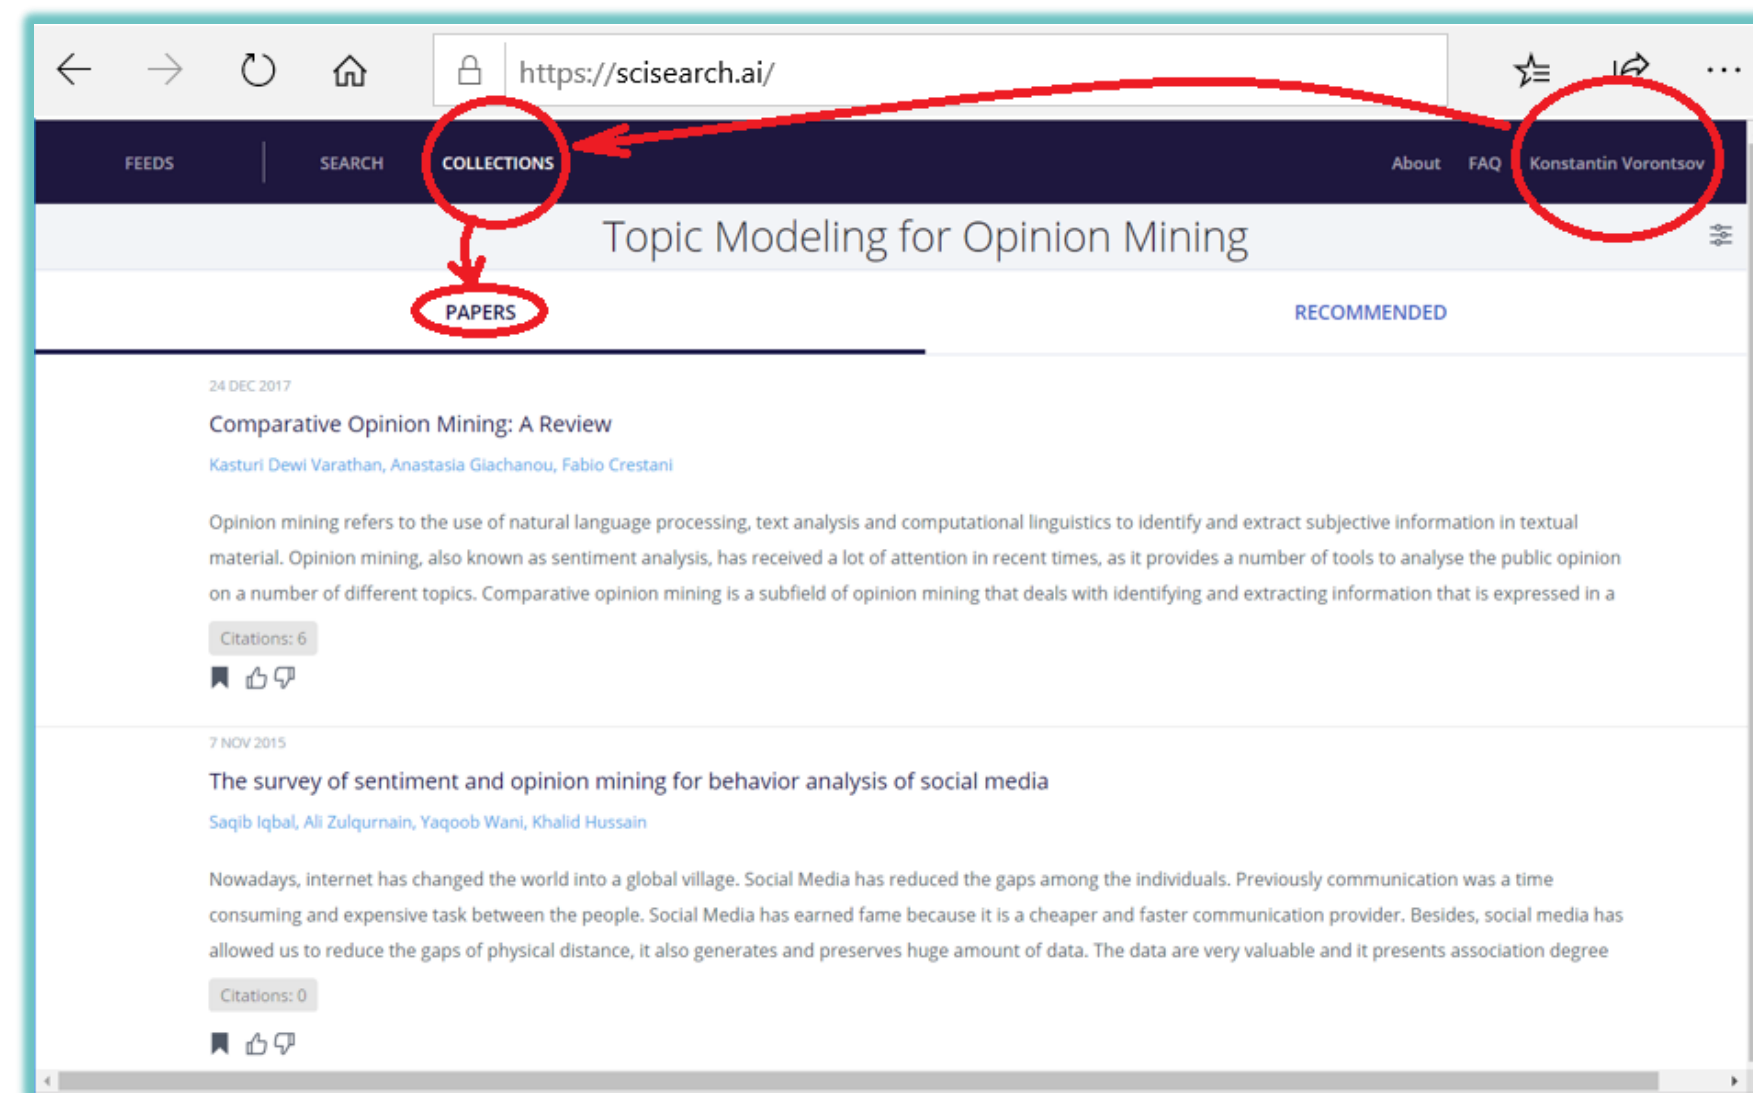 https://scisearch.ai/
FEEDS SEARCH COLLECTIONS About FAQ Konstantin Vorontsov
Topic Modeling for Opinion Mining
PAPERS RECOMMENDED
24 DEC 2017
Comparative Opinion Mining: A Review
Kasturi Dewi Varathan, Anastasia Giachanou, Fabio Crestani
Opinion mining refers to the use of natural language processing, text analysis and computational linguistics to identify and extract subjective information in textual
material. Opinion mining, also known as sentiment analysis, has received a lot of attention in recent times, as it provides a number of tools to analyse the public opinion
on a number of different topics. Comparative opinion mining is a subfield of opinion mining that deals with identifying and extracting information that is expressed in a
Citations: 6
7 NOV 2015
The survey of sentiment and opinion mining for behavior analysis of social media
Saqib Iqbal, Ali Zulqurnain, Yaqoob Wani, Khalid Hussain
Nowadays, internet has changed the world into a global village. Social Media has reduced the gaps among the individuals. Previously communication was a time
consuming and expensive task between the people. Social Media has earned fame because it is a cheaper and faster communication provider. Besides, social media has
allowed us to reduce the gaps of physical distance, it also generates and preserves huge amount of data. The data are very valuable and it presents association degree
Citations: 0